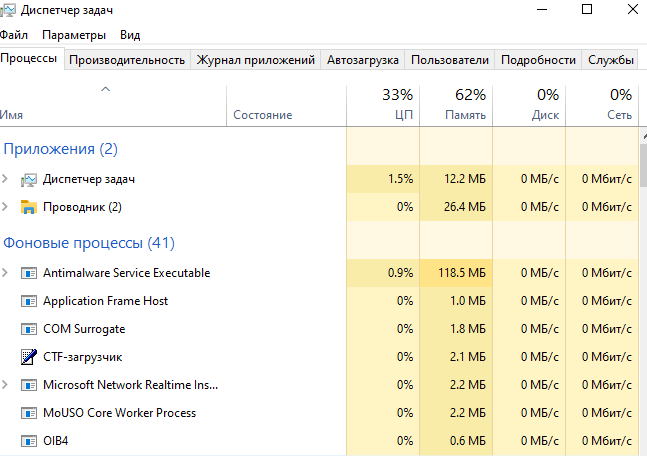 Диспетчер задач
Файл Параметры Вид
Процессы Производительность Журнал приложений Автозагрузка Пользователи Подробности Службы
33% 62% 0% 0%
Имя Состояние ЦП Память Диск Сеть
Приложения (2)
Диспетчер задач 1.5% 12.2 МБ 0 МБ/с 0 Мбит/с
Проводник (2) 0% 26.4 МБ 0 МБ/с 0 Мбит/с
Фоновые процессы (41)
Antimalware Service Executable 0.9% 118.5 МБ 0 МБ/с 0 Мбит/с
Application Frame Host 0% 1.0 МБ 0 МБ/с 0 Мбит/с
COM Surrogate 0% 1.8 МБ 0 МБ/с 0 Мбит/с
CTF-загрузчик 0% 2.1 МБ 0 МБ/с 0 Мбит/с
Microsoft Network Realtime Ins... 0% 2.2 МБ 0 МБ/с 0 Мбит/с
MoUSO Core Worker Process 0% 2.2 МБ 0 МБ/с 0 Мбит/с
OIB4 0% 0.6 МБ 0 МБ/с 0 Мбит/с